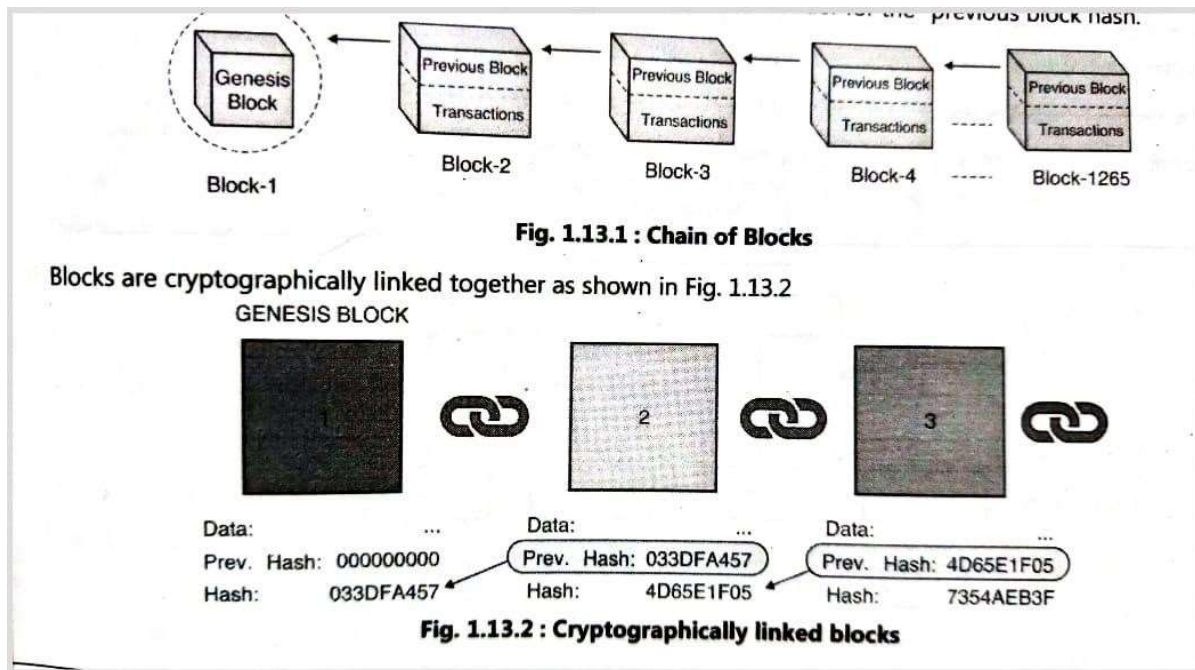 for the "previous block hash.
Genesis
Block
Previous Block
Transactions
Previous Block
Transactions
Previous Block
Transactions
Previous Block
Transactions
Block-1
Block-2
Block-3
Block-4 ----- Block-1265
Fig. 1.13.1 : Chain of Blocks
Blocks are cryptographically linked together as shown in Fig. 1.13.2
GENESIS BLOCK
1
2
3
Data: ...
Prev. Hash: 000000000
Hash: 033DFA457
Data: ...
Prev. Hash: 033DFA457
Hash: 4D65E1F05
Data: ...
Prev. Hash: 4D65E1F05
Hash: 7354AEB3F
Fig. 1.13.2 : Cryptographically linked blocks